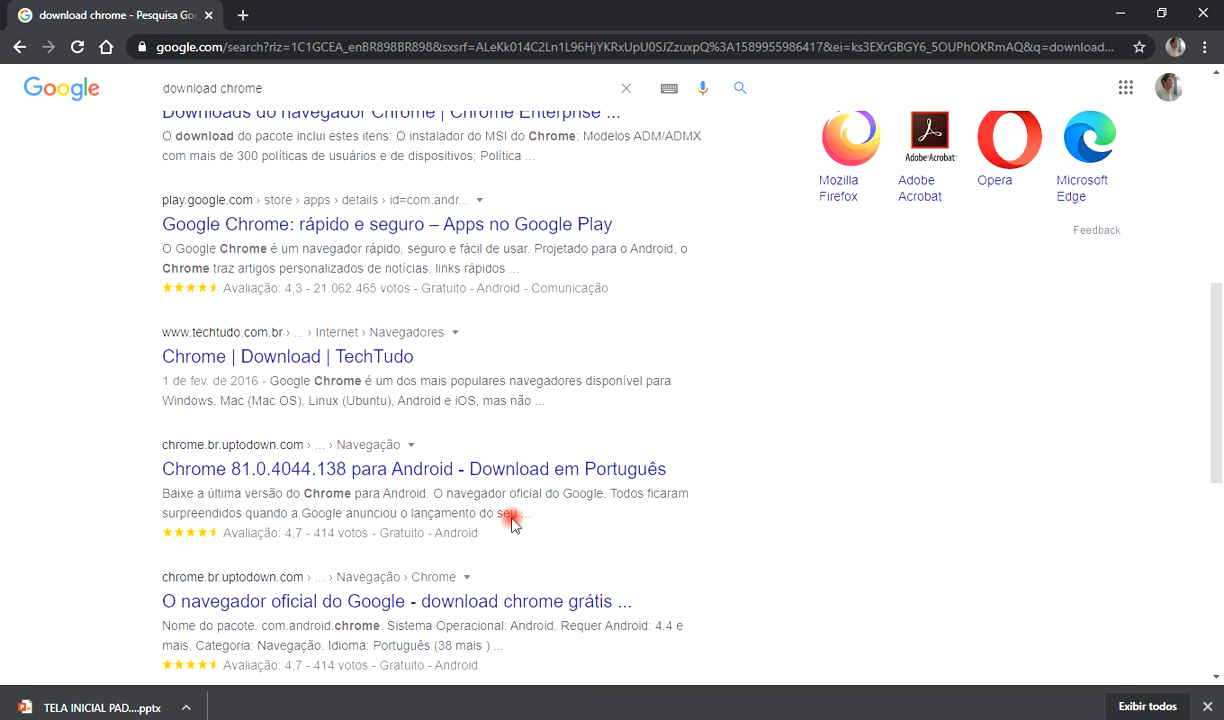 download chrome - Pesquisa Go
google.com/search?rlz=1C1GCEA_enBR898BR898&sxsrf=ALeKk014C2Ln1L96HjYKRxUpU0SJZzuxpQ%3A1589955986417&ei=ks3EXrGBGY6_5OUPhOKRmAQ&q=download...
Google
download chrome
Downloads do navegador Chrome | Chrome Enterprise ...
O download do pacote inclui estes itens: O instalador do MSI do Chrome; Modelos ADM/ADMX
com mais de 300 políticas de usuários e de dispositivos; Política ...
play.google.com › store › apps › details › id=com.andr...
Google Chrome: rápido e seguro – Apps no Google Play
O Google Chrome é um navegador rápido, seguro e fácil de usar. Projetado para o Android, o
Chrome traz artigos personalizados de notícias, links rápidos ...
Avaliação: 4,3 - 21.062.465 votos - Gratuito - Android - Comunicação
www.techtudo.com.br › ... › Internet › Navegadores
Chrome | Download | TechTudo
1 de fev. de 2016 - Google Chrome é um dos mais populares navegadores disponível para
Windows, Mac (Mac OS), Linux (Ubuntu), Android e iOS, mas não ...
chrome.br.uptodown.com › ... › Navegação
Chrome 81.0.4044.138 para Android - Download em Português
Baixe a última versão do Chrome para Android. O navegador oficial do Google. Todos ficaram
surpreendidos quando a Google anunciou o lançamento do seu ...
Avaliação: 4,7 - 414 votos - Gratuito - Android
chrome.br.uptodown.com › ... › Navegação › Chrome
O navegador oficial do Google - download chrome grátis ...
Nome do pacote. com.android.chrome. Sistema Operacional: Android. Requer Android: 4.4 e
mais. Categoria: Navegação. Idioma: Português (38 mais ) ...
Avaliação: 4,7 - 414 votos - Gratuito - Android
Adobe Acrobat
Mozilla
Firefox
Adobe
Acrobat
Opera
Microsoft
Edge
Feedback
TELA INICIAL PAD....pptx
Exibir todos